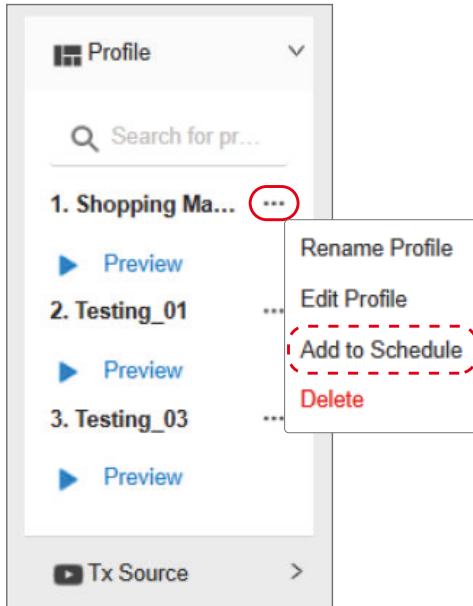 Profile
Search for pr...
1. Shopping Ma...
Preview
2. Testing_01
Preview
3. Testing_03
Preview
Tx Source
Rename Profile
Edit Profile
Add to Schedule
Delete